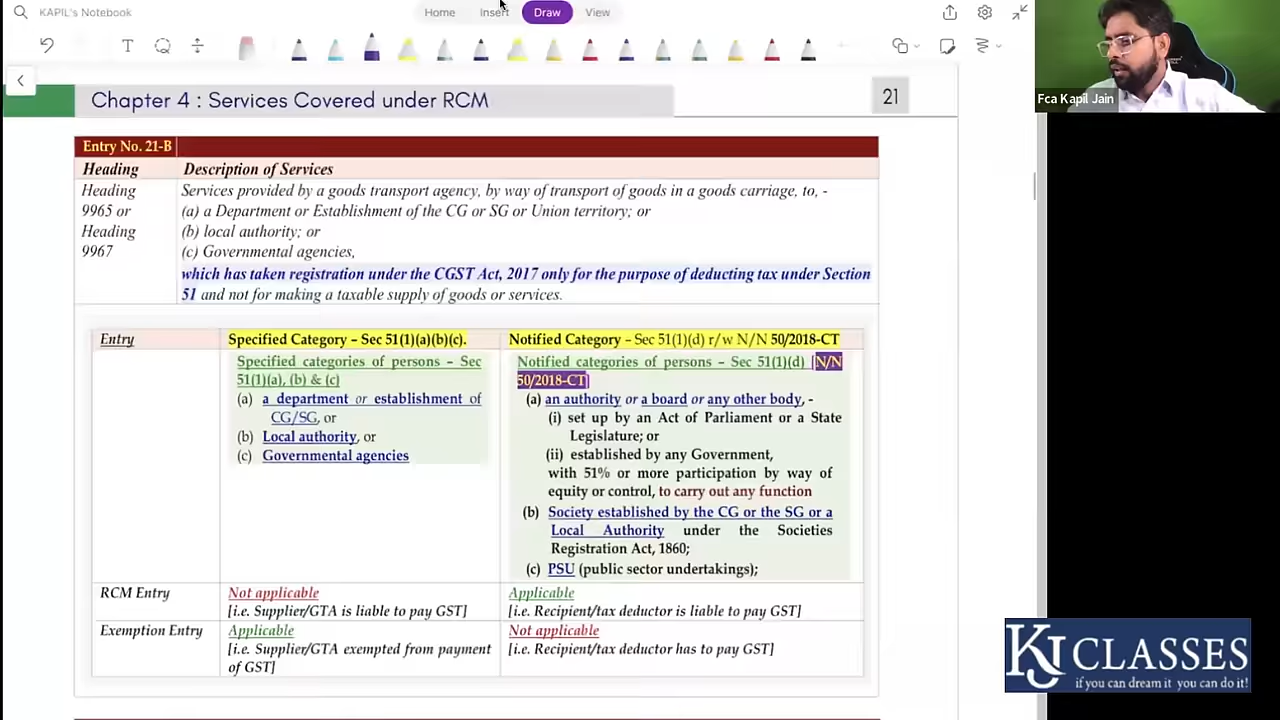 KAPIL's Notebook
Home Insert Draw View
Chapter 4 : Services Covered under RCM
21
Fca Kapil Jain
Entry No. 21-B
Heading Description of Services
Heading 9965 or Heading 9967
Services provided by a goods transport agency, by way of transport of goods in a goods carriage, to, -
(a) a Department or Establishment of the CG or SG or Union territory; or
(b) local authority; or
(c) Governmental agencies,
which has taken registration under the CGST Act, 2017 only for the purpose of deducting tax under Section
51 and not for making a taxable supply of goods or services.
Entry
Specified Category – Sec 51(1)(a)(b)(c).
Notified Category – Sec 51(1)(d) r/w N/N 50/2018-CT
Specified categories of persons – Sec
51(1)(a), (b) & (c)
(a) a department or establishment of
CG/SG, or
(b) Local authority, or
(c) Governmental agencies
Notified categories of persons – Sec 51(1)(d) [N/N
50/2018-CT]
(a) an authority or a board or any other body, -
(i) set up by an Act of Parliament or a State
Legislature; or
(ii) established by any Government,
with 51% or more participation by way of
equity or control, to carry out any function
(b) Society established by the CG or the SG or a
Local Authority under the Societies
Registration Act, 1860;
(c) PSU (public sector undertakings);
RCM Entry
Not applicable
[i.e. Supplier/GTA is liable to pay GST]
Applicable
[i.e. Recipient/tax deductor is liable to pay GST]
Exemption Entry
Applicable
[i.e. Supplier/GTA exempted from payment
of GST]
Not applicable
[i.e. Recipient/tax deductor has to pay GST]
KJ CLASSES
if you can dream it you can do it!